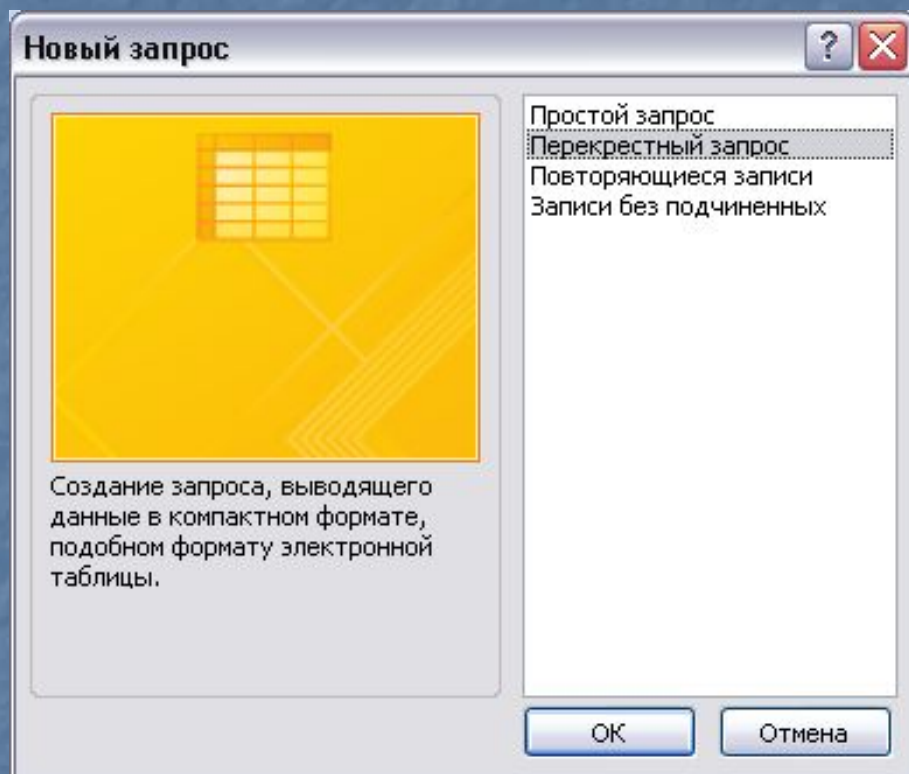 Новый запрос
?
Простой запрос
Перекрестный запрос
Повторяющиеся записи
Записи без подчиненных
Создание запроса, выводящего
данные в компактном формате,
подобном формату электронной
таблицы.
ОК
Отмена